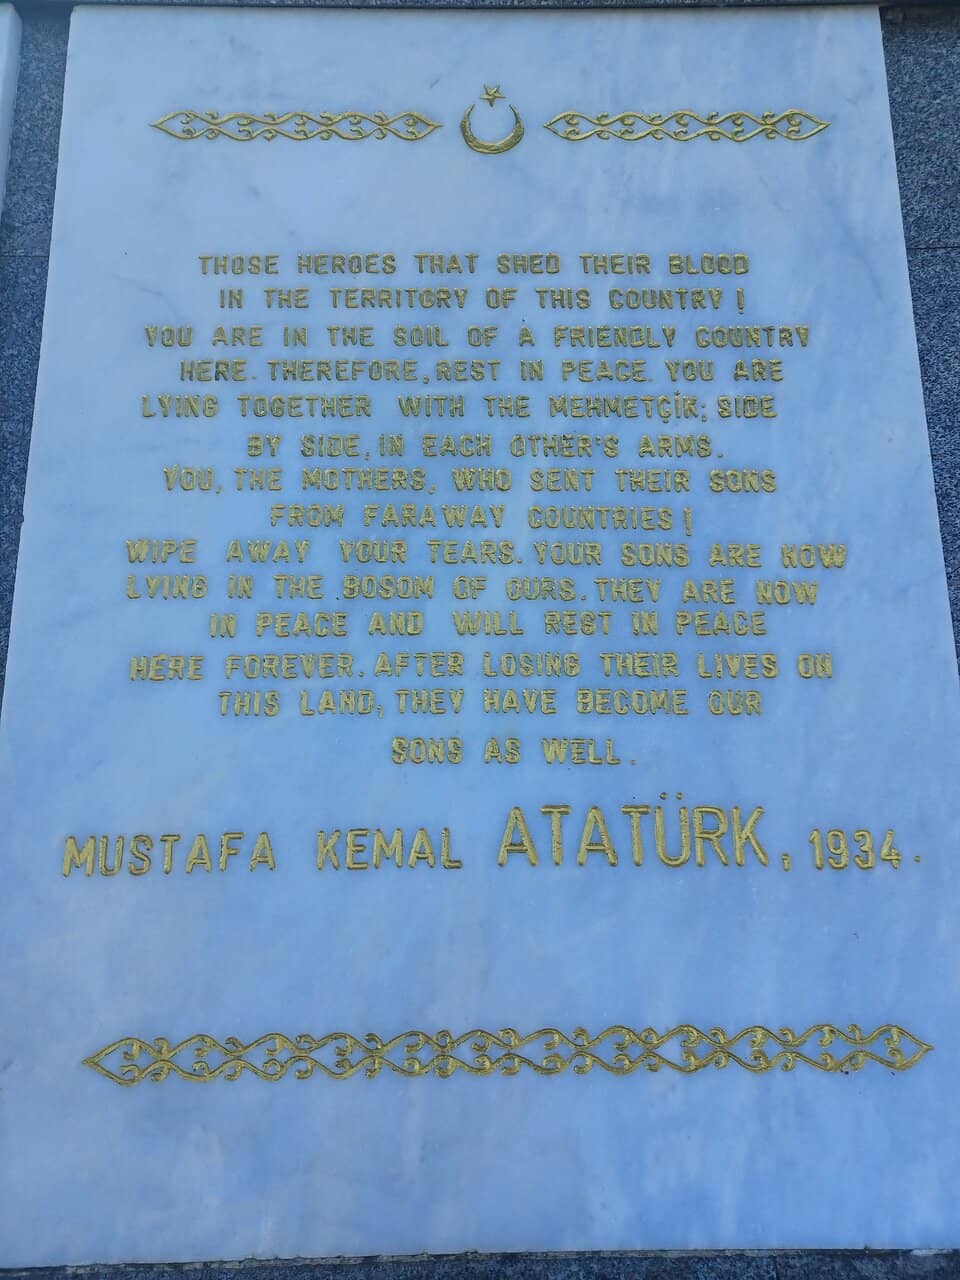 THOSE HEROES THAT SHED THEIR BLOOD
IN THE TERRITORY OF THIS COUNTRY !
YOU ARE IN THE SOIL OF A FRIENDLY COUNTRY
HERE. THEREFORE, REST IN PEACE. YOU ARE
LYING TOGETHER WITH THE MEHMETÇİK; SIDE
BY SIDE, IN EACH OTHER'S ARMS.
YOU, THE MOTHERS, WHO SENT THEIR SONS
FROM FARAWAY COUNTRIES !
WIPE AWAY YOUR TEARS. YOUR SONS ARE NOW
LYING IN THE BOSOM OF OURS. THEY ARE NOW
IN PEACE AND WILL REST IN PEACE
HERE FOREVER. AFTER LOSING THEIR LIVES ON
THIS LAND, THEY HAVE BECOME OUR
SONS AS WELL.
MUSTAFA KEMAL ATATÜRK, 1934.